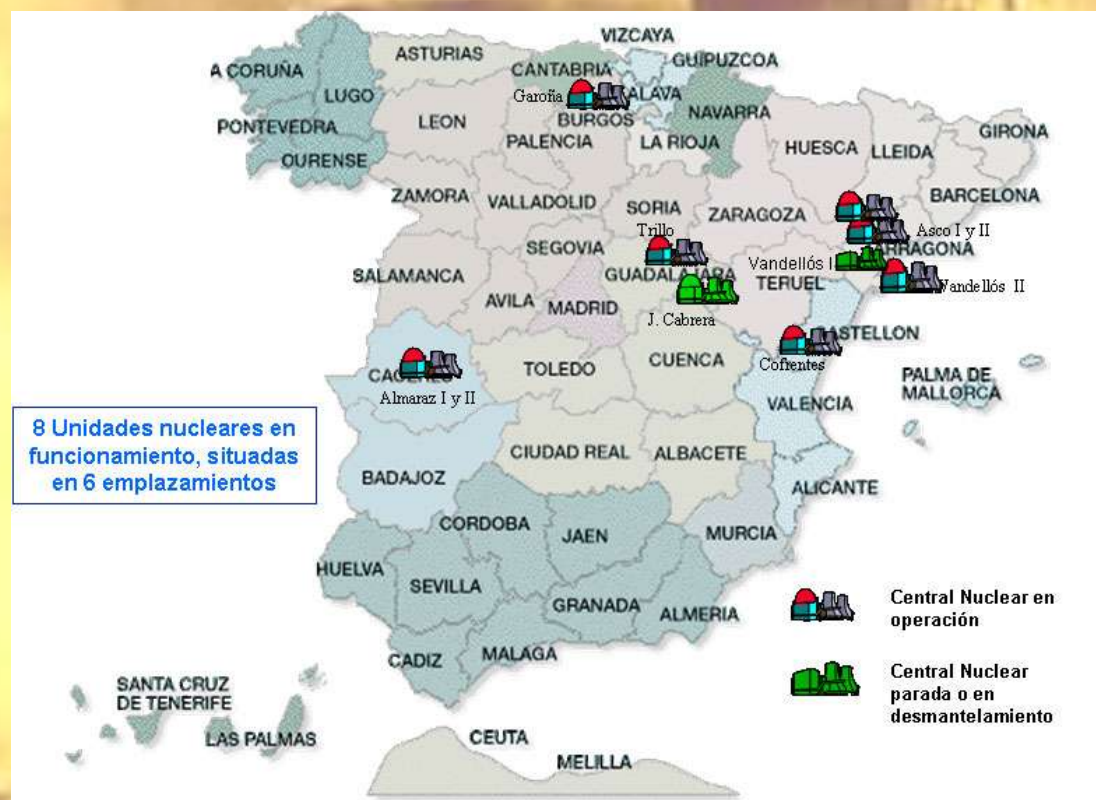 VIZCAYA
ASTURIAS
GUIPUZCOA
A CORUÑA
CANTABRIA
LUGO
Garoña
ALAVA
NAVARRA
PONTEVEDRA
LEON
BURGOS
PALENCIA
LA RIOJA
HUESCA
LLEIDA
GIRONA
OURENSE
ZAMORA
VALLADOLID
SORIA
ZARAGOZA
BARCELONA
Trillo
Asco I y II
SEGOVIA
ARRAGONA
SALAMANCA
GUADALAJARA
Vandellós I
TERUEL
Vandellós II
AVILA
MADRID
J. Cabrera
ASTELLON
CUENCA
TOLEDO
Cofrentes
CACERES
PALMA DE
MALLORCA
Almaraz I y II
VALENCIA
8 Unidades nucleares en
funcionamiento, situadas
en 6 emplazamientos
CIUDAD REAL
ALBACETE
BADAJOZ
ALICANTE
CORDOBA
JAEN
MURCIA
HUELVA
SEVILLA
GRANADA
ALMERIA
Central Nuclear en
operación
CADIZ
MALAGA
Central Nuclear
parada o en
desmantelamiento
SANTA CRUZ
DE TENERIFE
LAS PALMAS
CEUTA
MELILLA